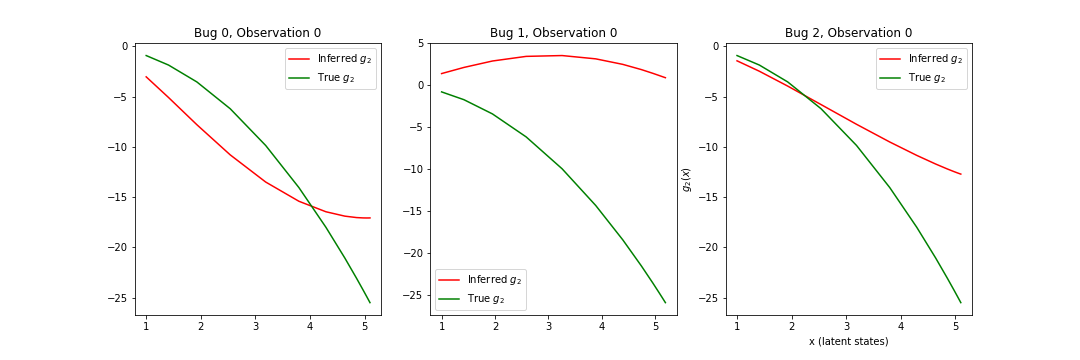 Bug 0, Observation 0
0
−5
−10
−15
−20
−25
1 2 3 4 5
Inferred g₂
True g₂
Bug 1, Observation 0
5
0
−5
−10
−15
−20
−25
1 2 3 4 5
Inferred g₂
True g₂
Bug 2, Observation 0
g₂(x)
0
−5
−10
−15
−20
−25
1 2 3 4 5
x (latent states)
Inferred g₂
True g₂